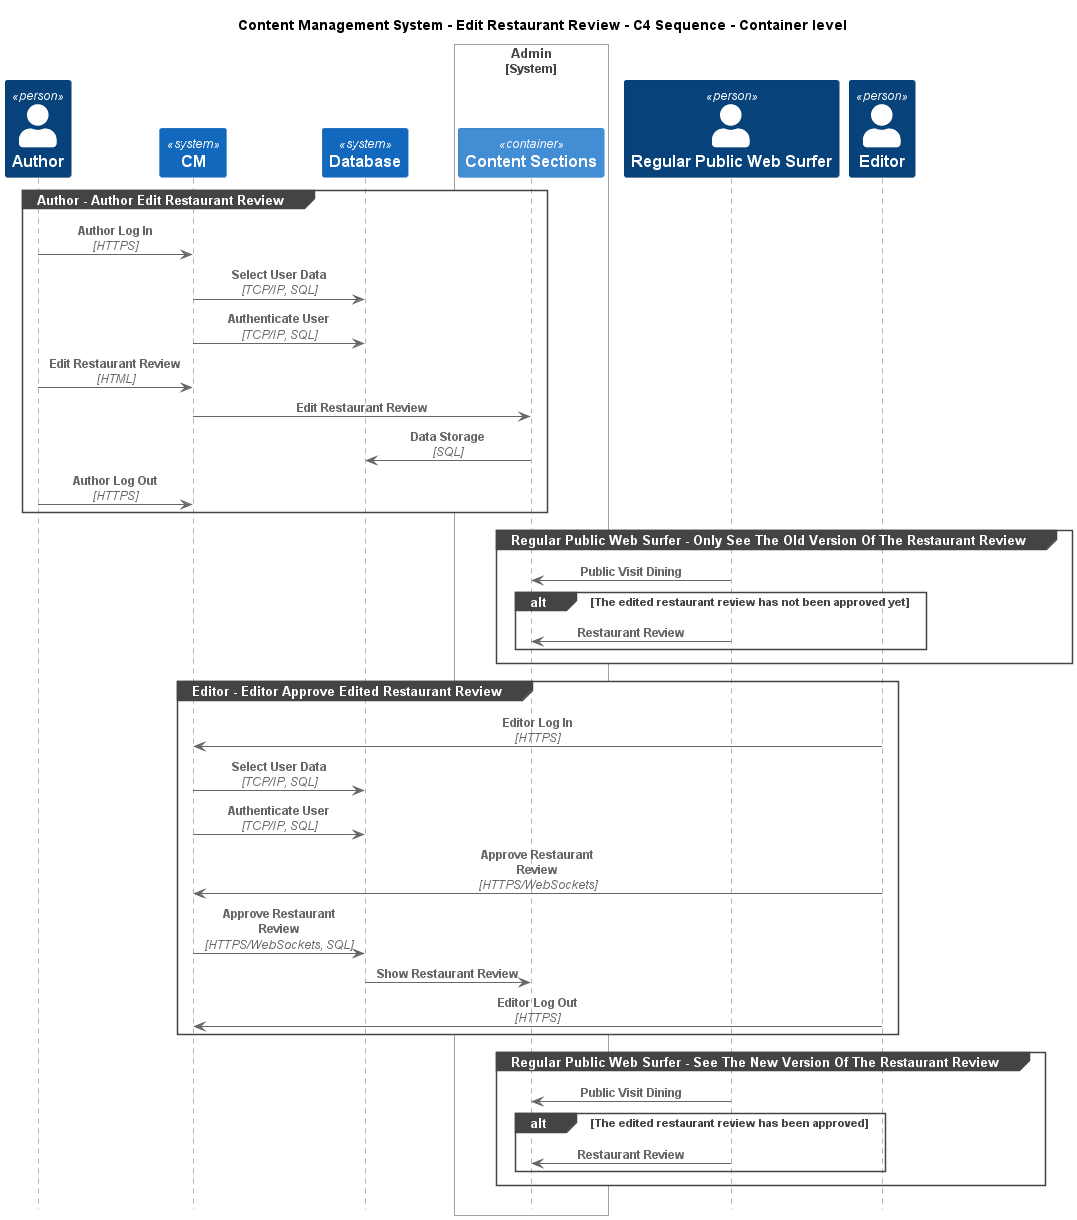 Content Management System - Edit Restaurant Review - C4 Sequence - Container level
Admin
[System]
«person»
Author
«system»
CM
«system»
Database
«container»
Content Sections
«person»
Regular Public Web Surfer
«person»
Editor
Author - Author Edit Restaurant Review
Author Log In
[HTTPS]
Select User Data
[TCP/IP, SQL]
Authenticate User
[TCP/IP, SQL]
Edit Restaurant Review
[HTML]
Edit Restaurant Review
Data Storage
[SQL]
Author Log Out
[HTTPS]
Regular Public Web Surfer - Only See The Old Version Of The Restaurant Review
Public Visit Dining
alt [The edited restaurant review has not been approved yet]
Restaurant Review
Editor - Editor Approve Edited Restaurant Review
Editor Log In
[HTTPS]
Select User Data
[TCP/IP, SQL]
Authenticate User
[TCP/IP, SQL]
Approve Restaurant
Review
[HTTPS/WebSockets]
Approve Restaurant
Review
[HTTPS/WebSockets, SQL]
Show Restaurant Review
Editor Log Out
[HTTPS]
Regular Public Web Surfer - See The New Version Of The Restaurant Review
Public Visit Dining
alt [The edited restaurant review has been approved]
Restaurant Review